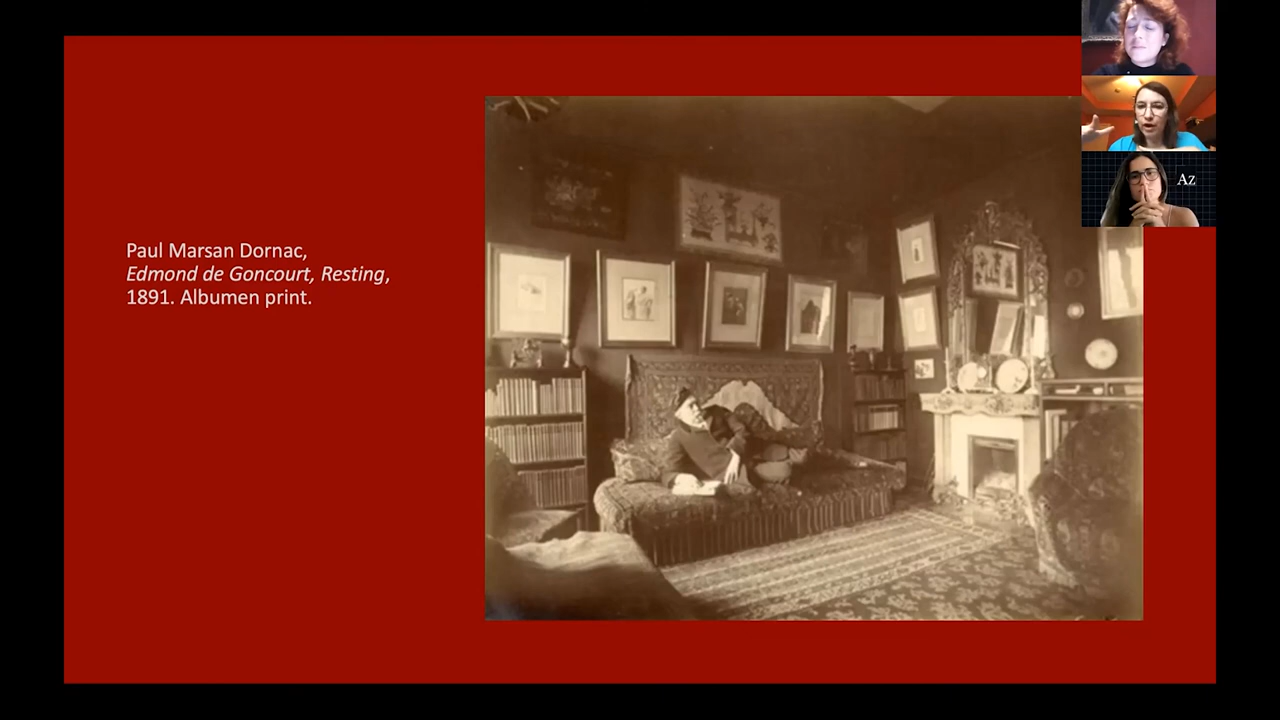 Paul Marsan Dornac,
Edmond de Goncourt, Resting,
1891. Albumen print.
Az